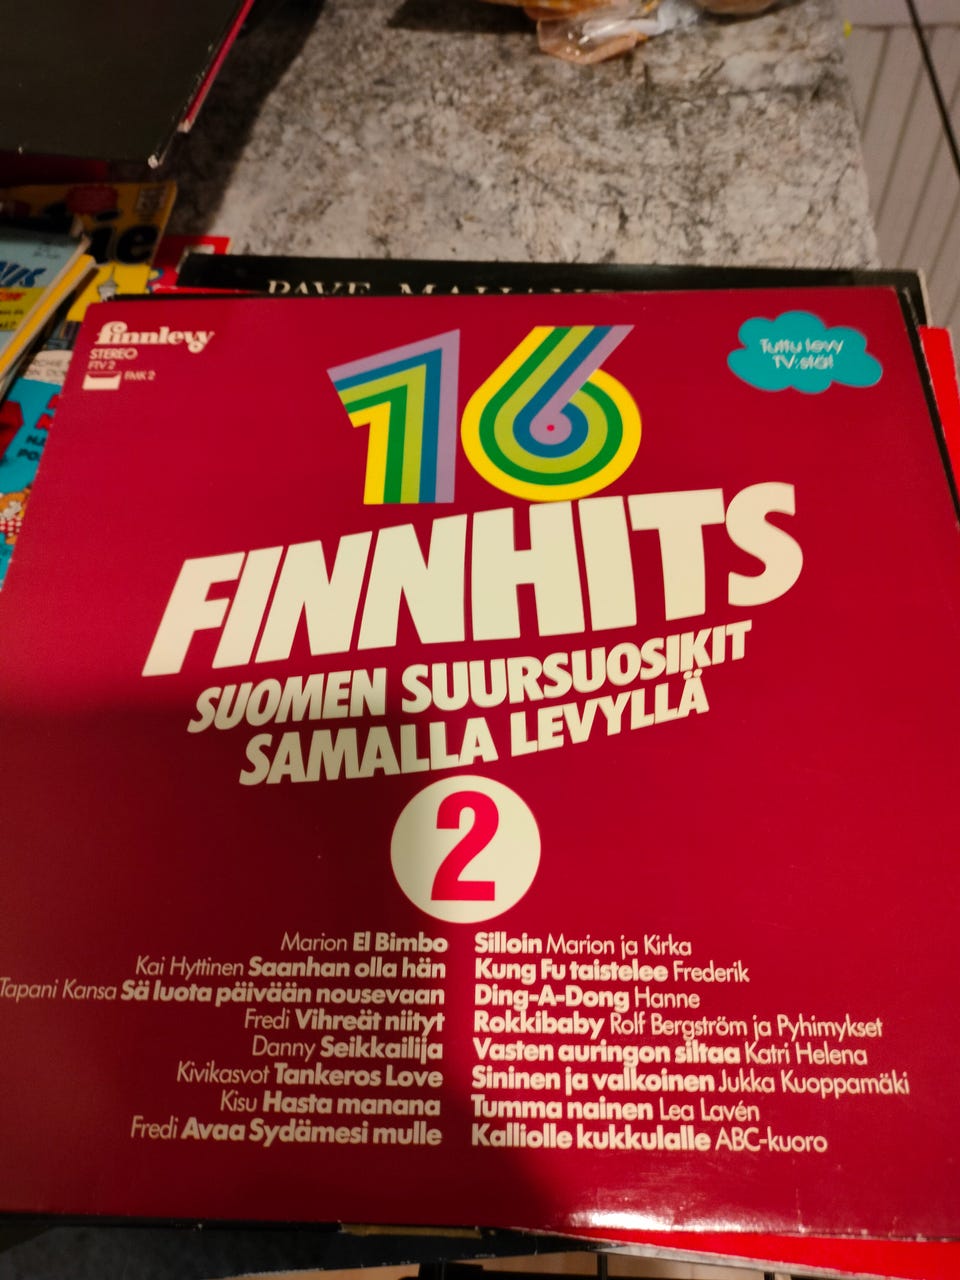 finnlevy
STEREO
FTV 2
FMK 2
Tuttu levy
TV:stä!
16
FINNHITS
SUOMEN SUURSUOSIKIT
SAMALLA LEVYLLÄ
2
Marion El Bimbo
Kai Hyttinen Saanhan olla hän
Tapani Kansa Sä luota päivään nousevaan
Fredi Vihreät niityt
Danny Seikkailija
Kivikasvot Tankeros Love
Kisu Hasta manana
Fredi Avaa Sydämesi mulle
Silloin Marion ja Kirka
Kung Fu taistelee Frederik
Ding-A-Dong Hanne
Rokkibaby Rolf Bergström ja Pyhimykset
Vasten auringon siltaa Katri Helena
Sininen ja valkoinen Jukka Kuoppamäki
Tumma nainen Lea Lavén
Kalliolle kukkulalle ABC-kuoro